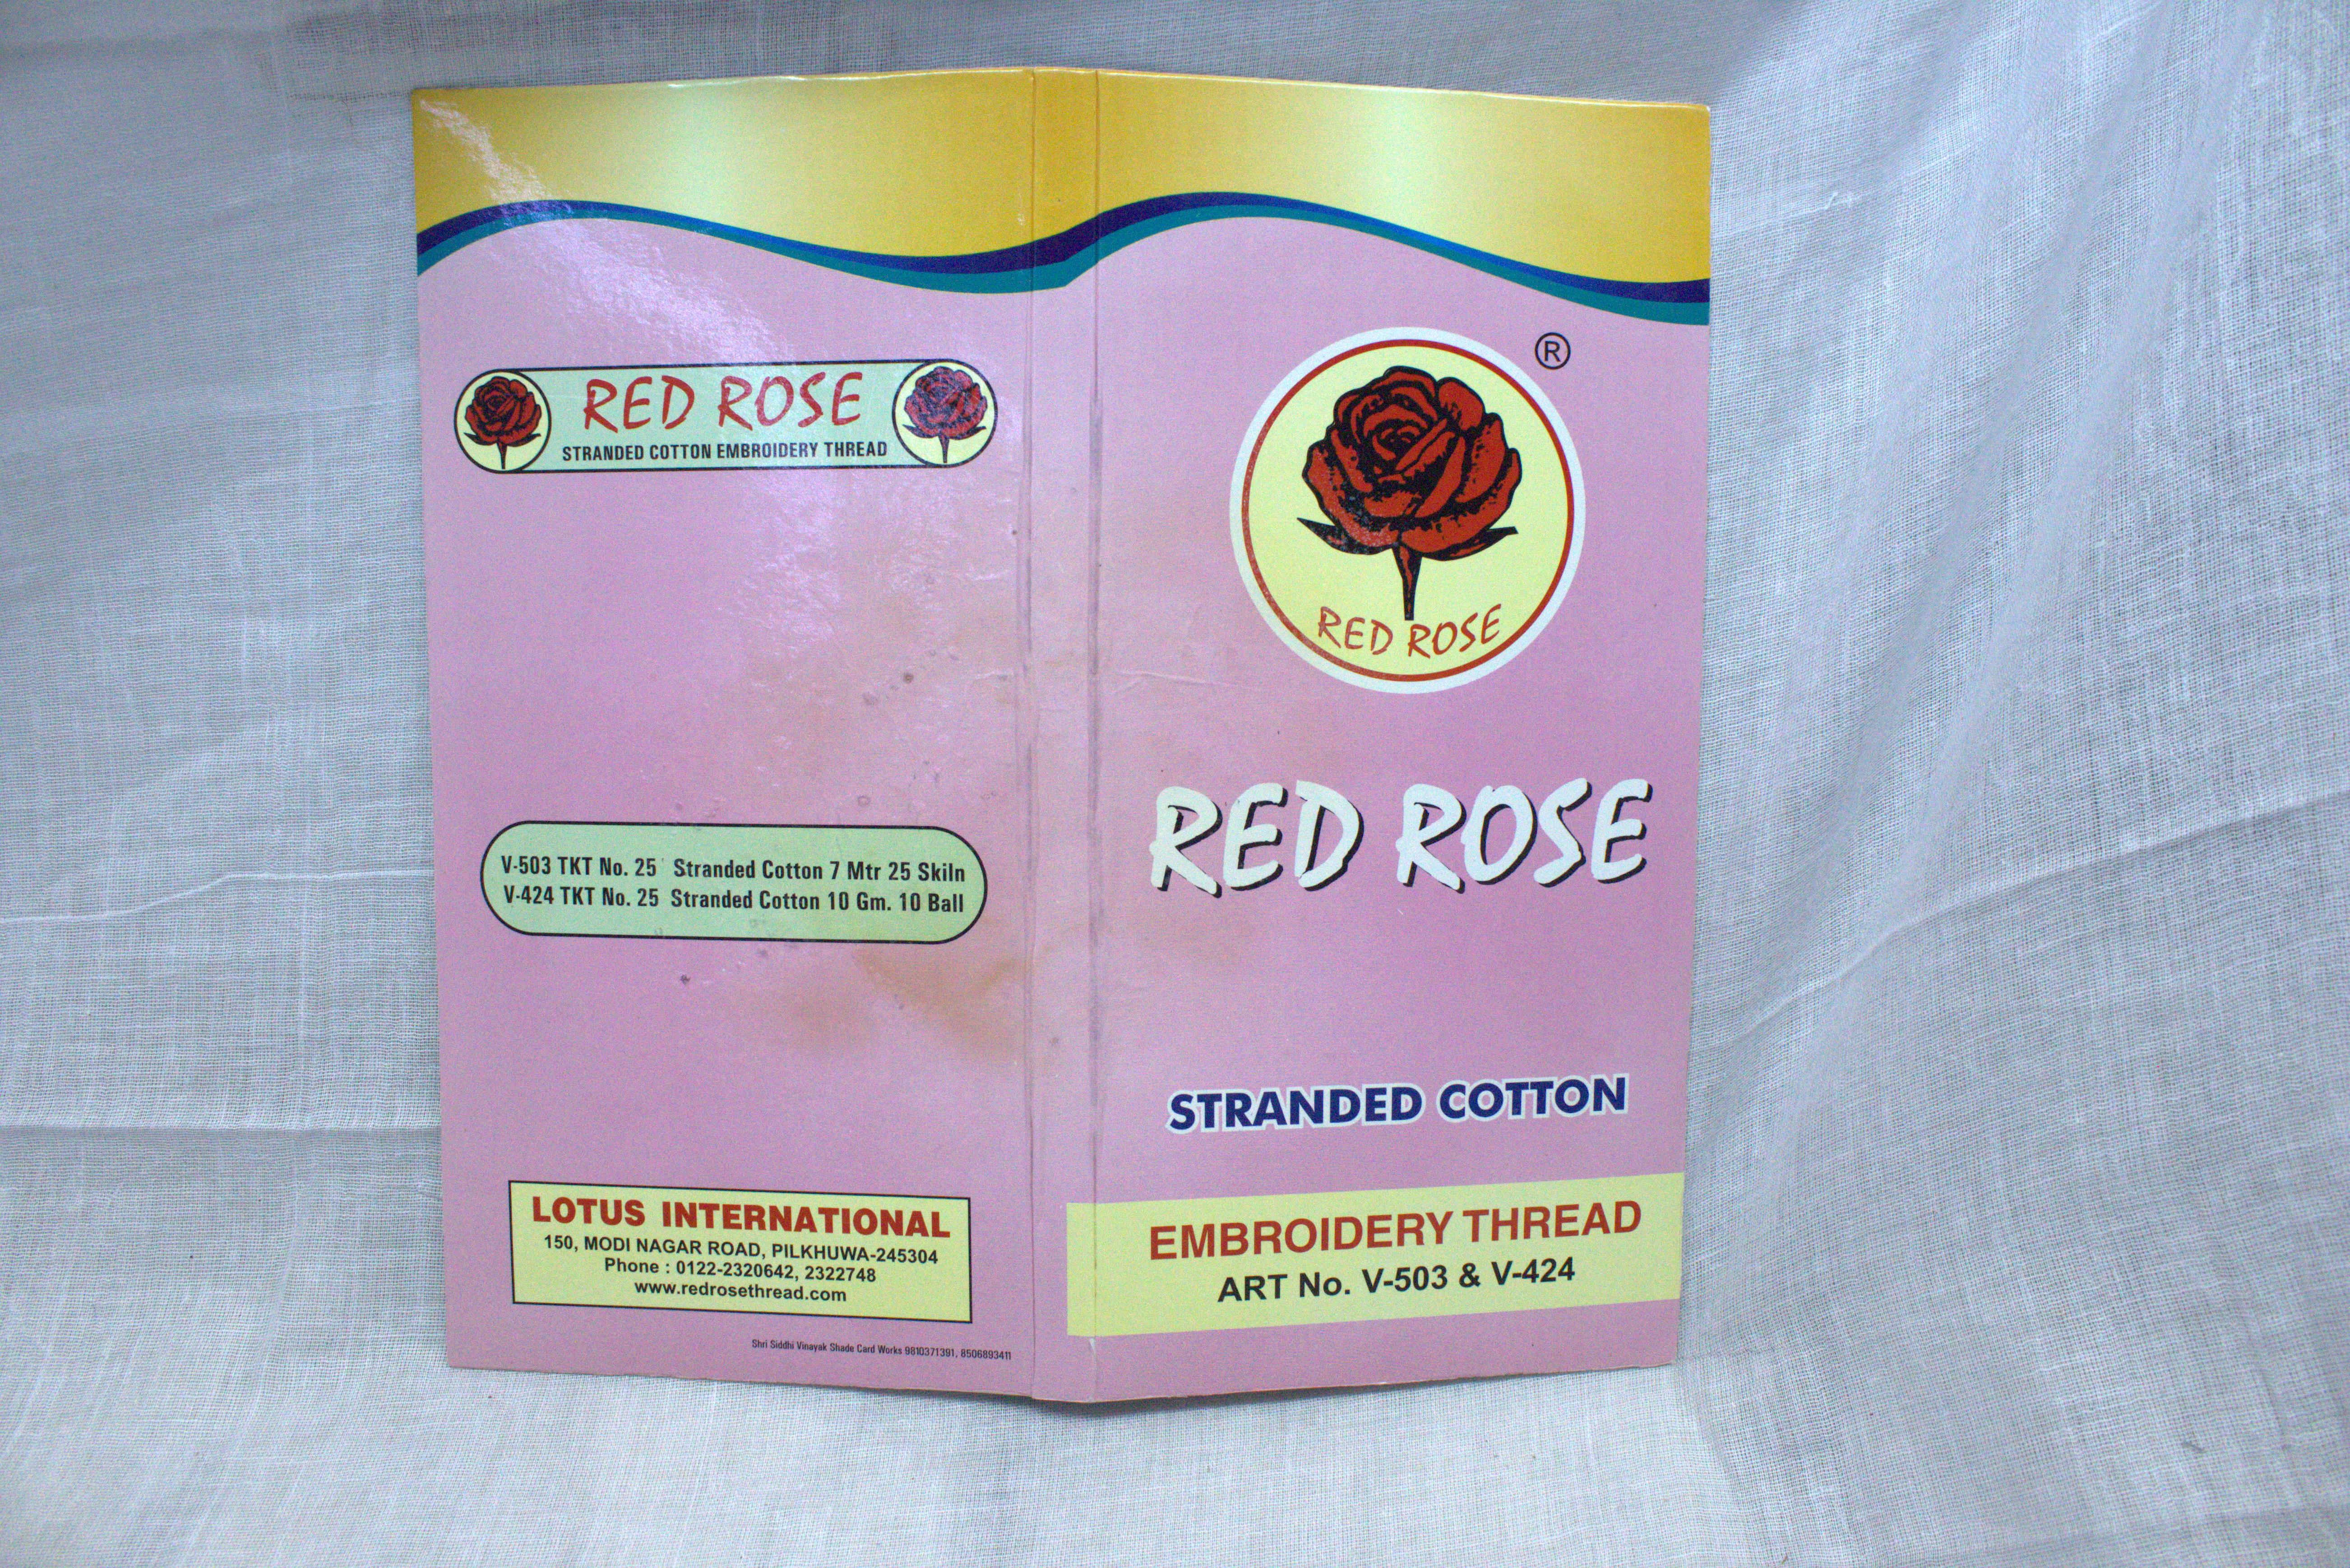 RED ROSE
STRANDED COTTON EMBROIDERY THREAD
V-503 TKT No. 25 Stranded Cotton 7 Mtr 25 Skiln
V-424 TKT No. 25 Stranded Cotton 10 Gm. 10 Ball
LOTUS INTERNATIONAL
150, MODI NAGAR ROAD, PILKHUWA-245304
Phone : 0122-2320642, 2322748
www.redrosethread.com
Shri Siddhi Vinayak Shade Card Works 9810371391, 8506893411
®
RED ROSE
RED ROSE
STRANDED COTTON
EMBROIDERY THREAD
ART No. V-503 & V-424